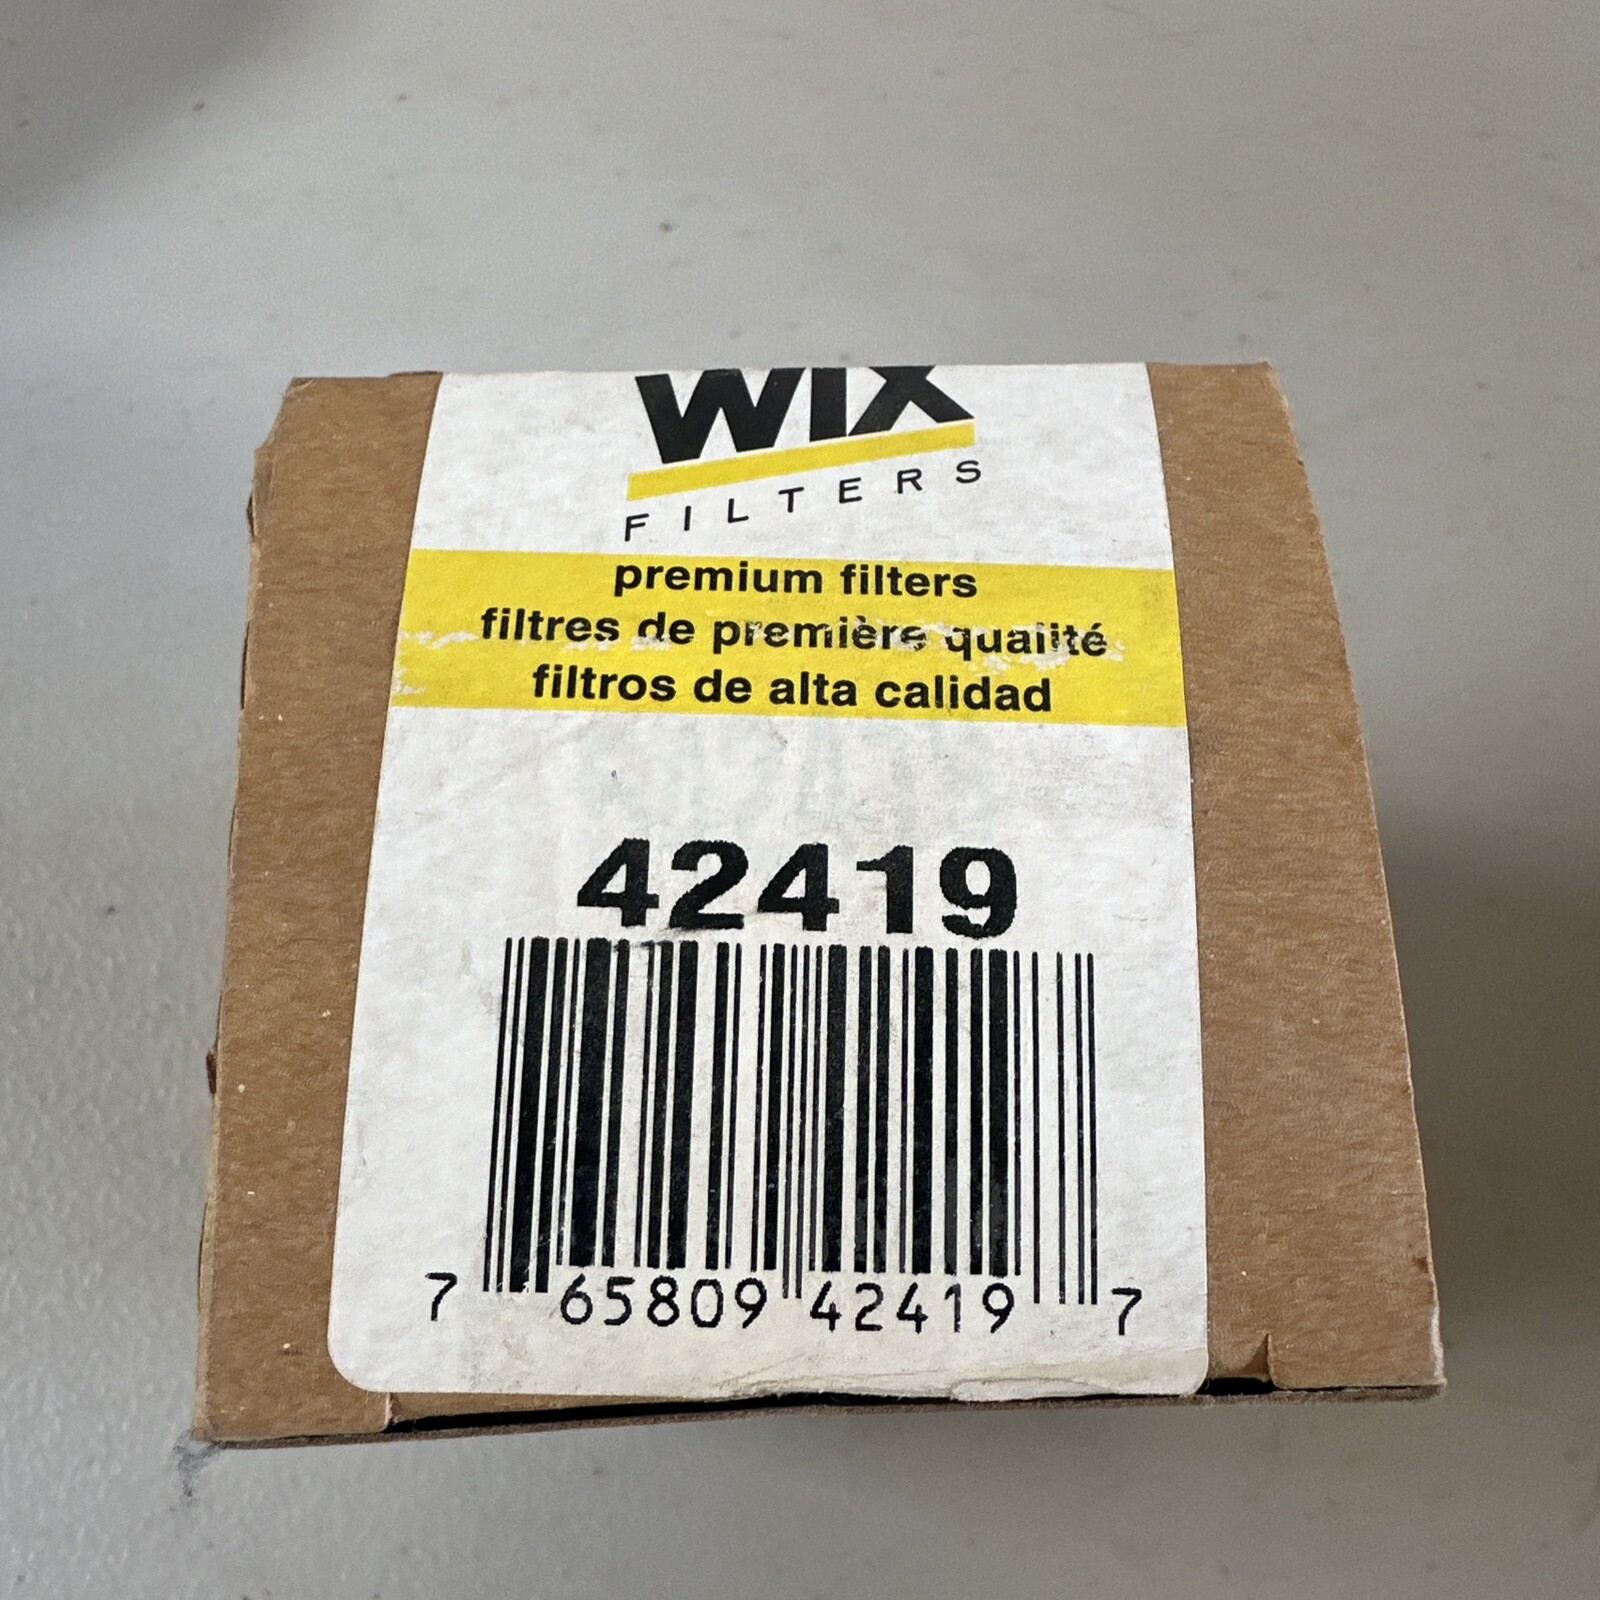 WIX
FILTERS
premium filters
filtres de première qualité
filtros de alta calidad
42419
7 65809 42419 7